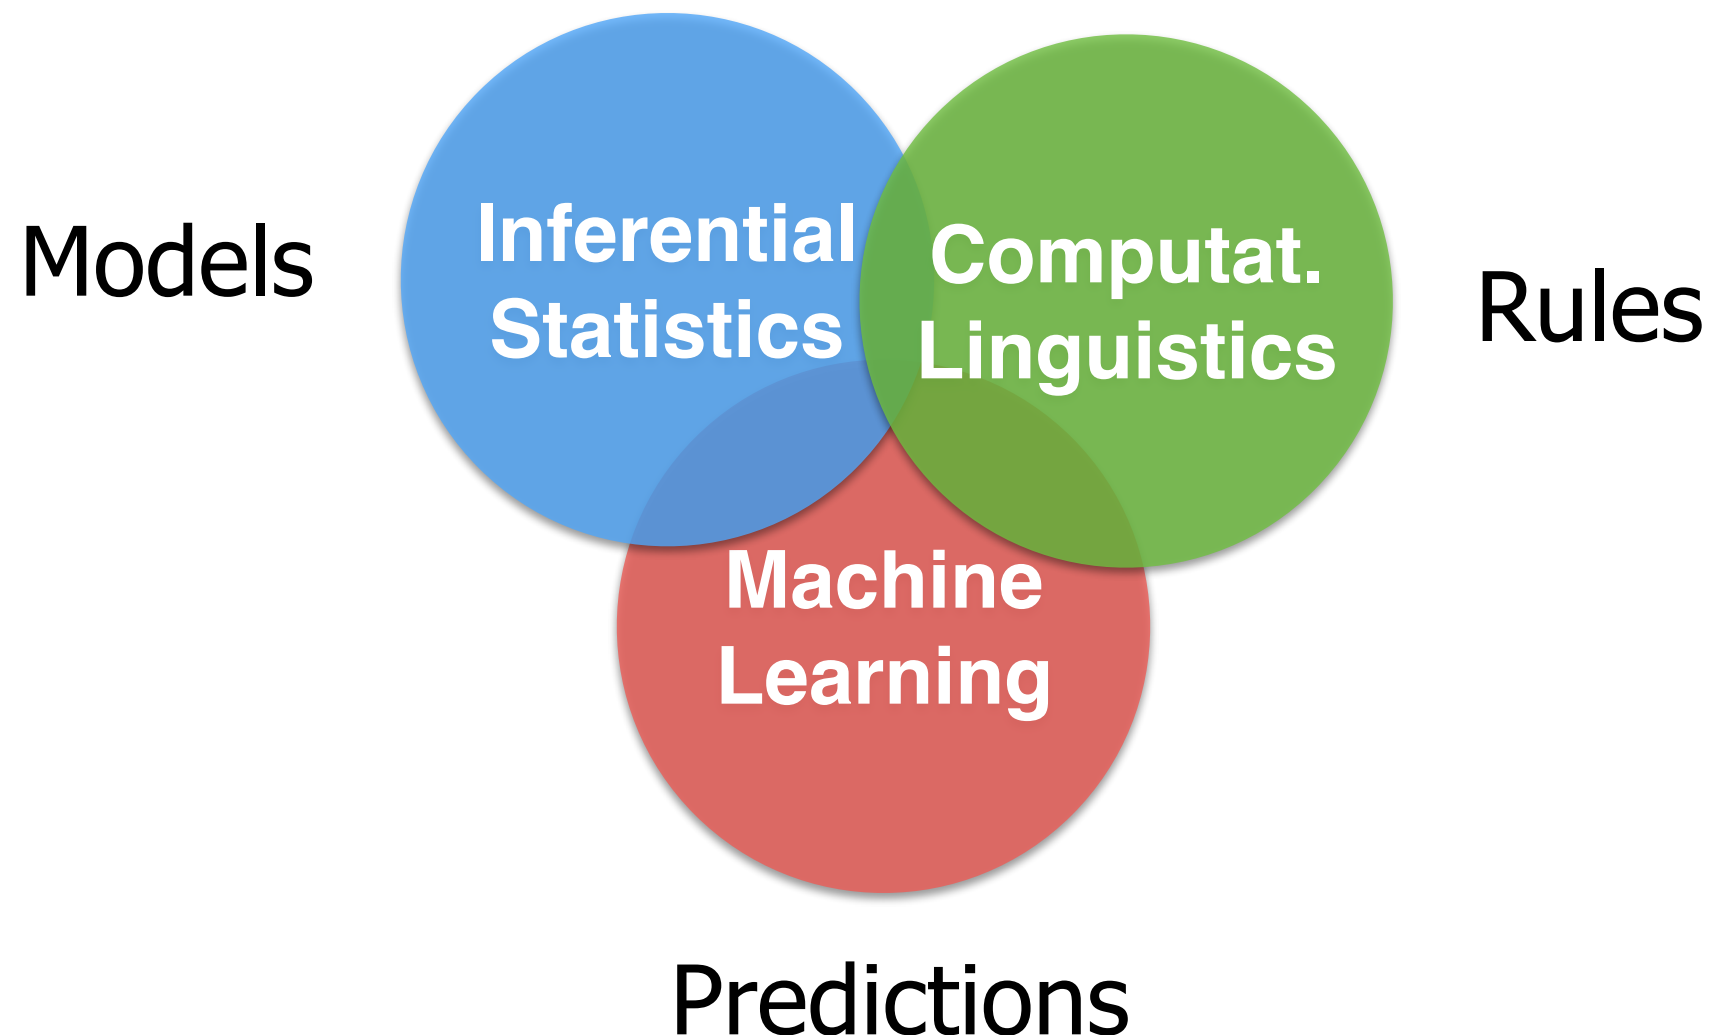 Models
Inferential
Statistics
Computat.
Linguistics
Rules
Machine
Learning
Predictions